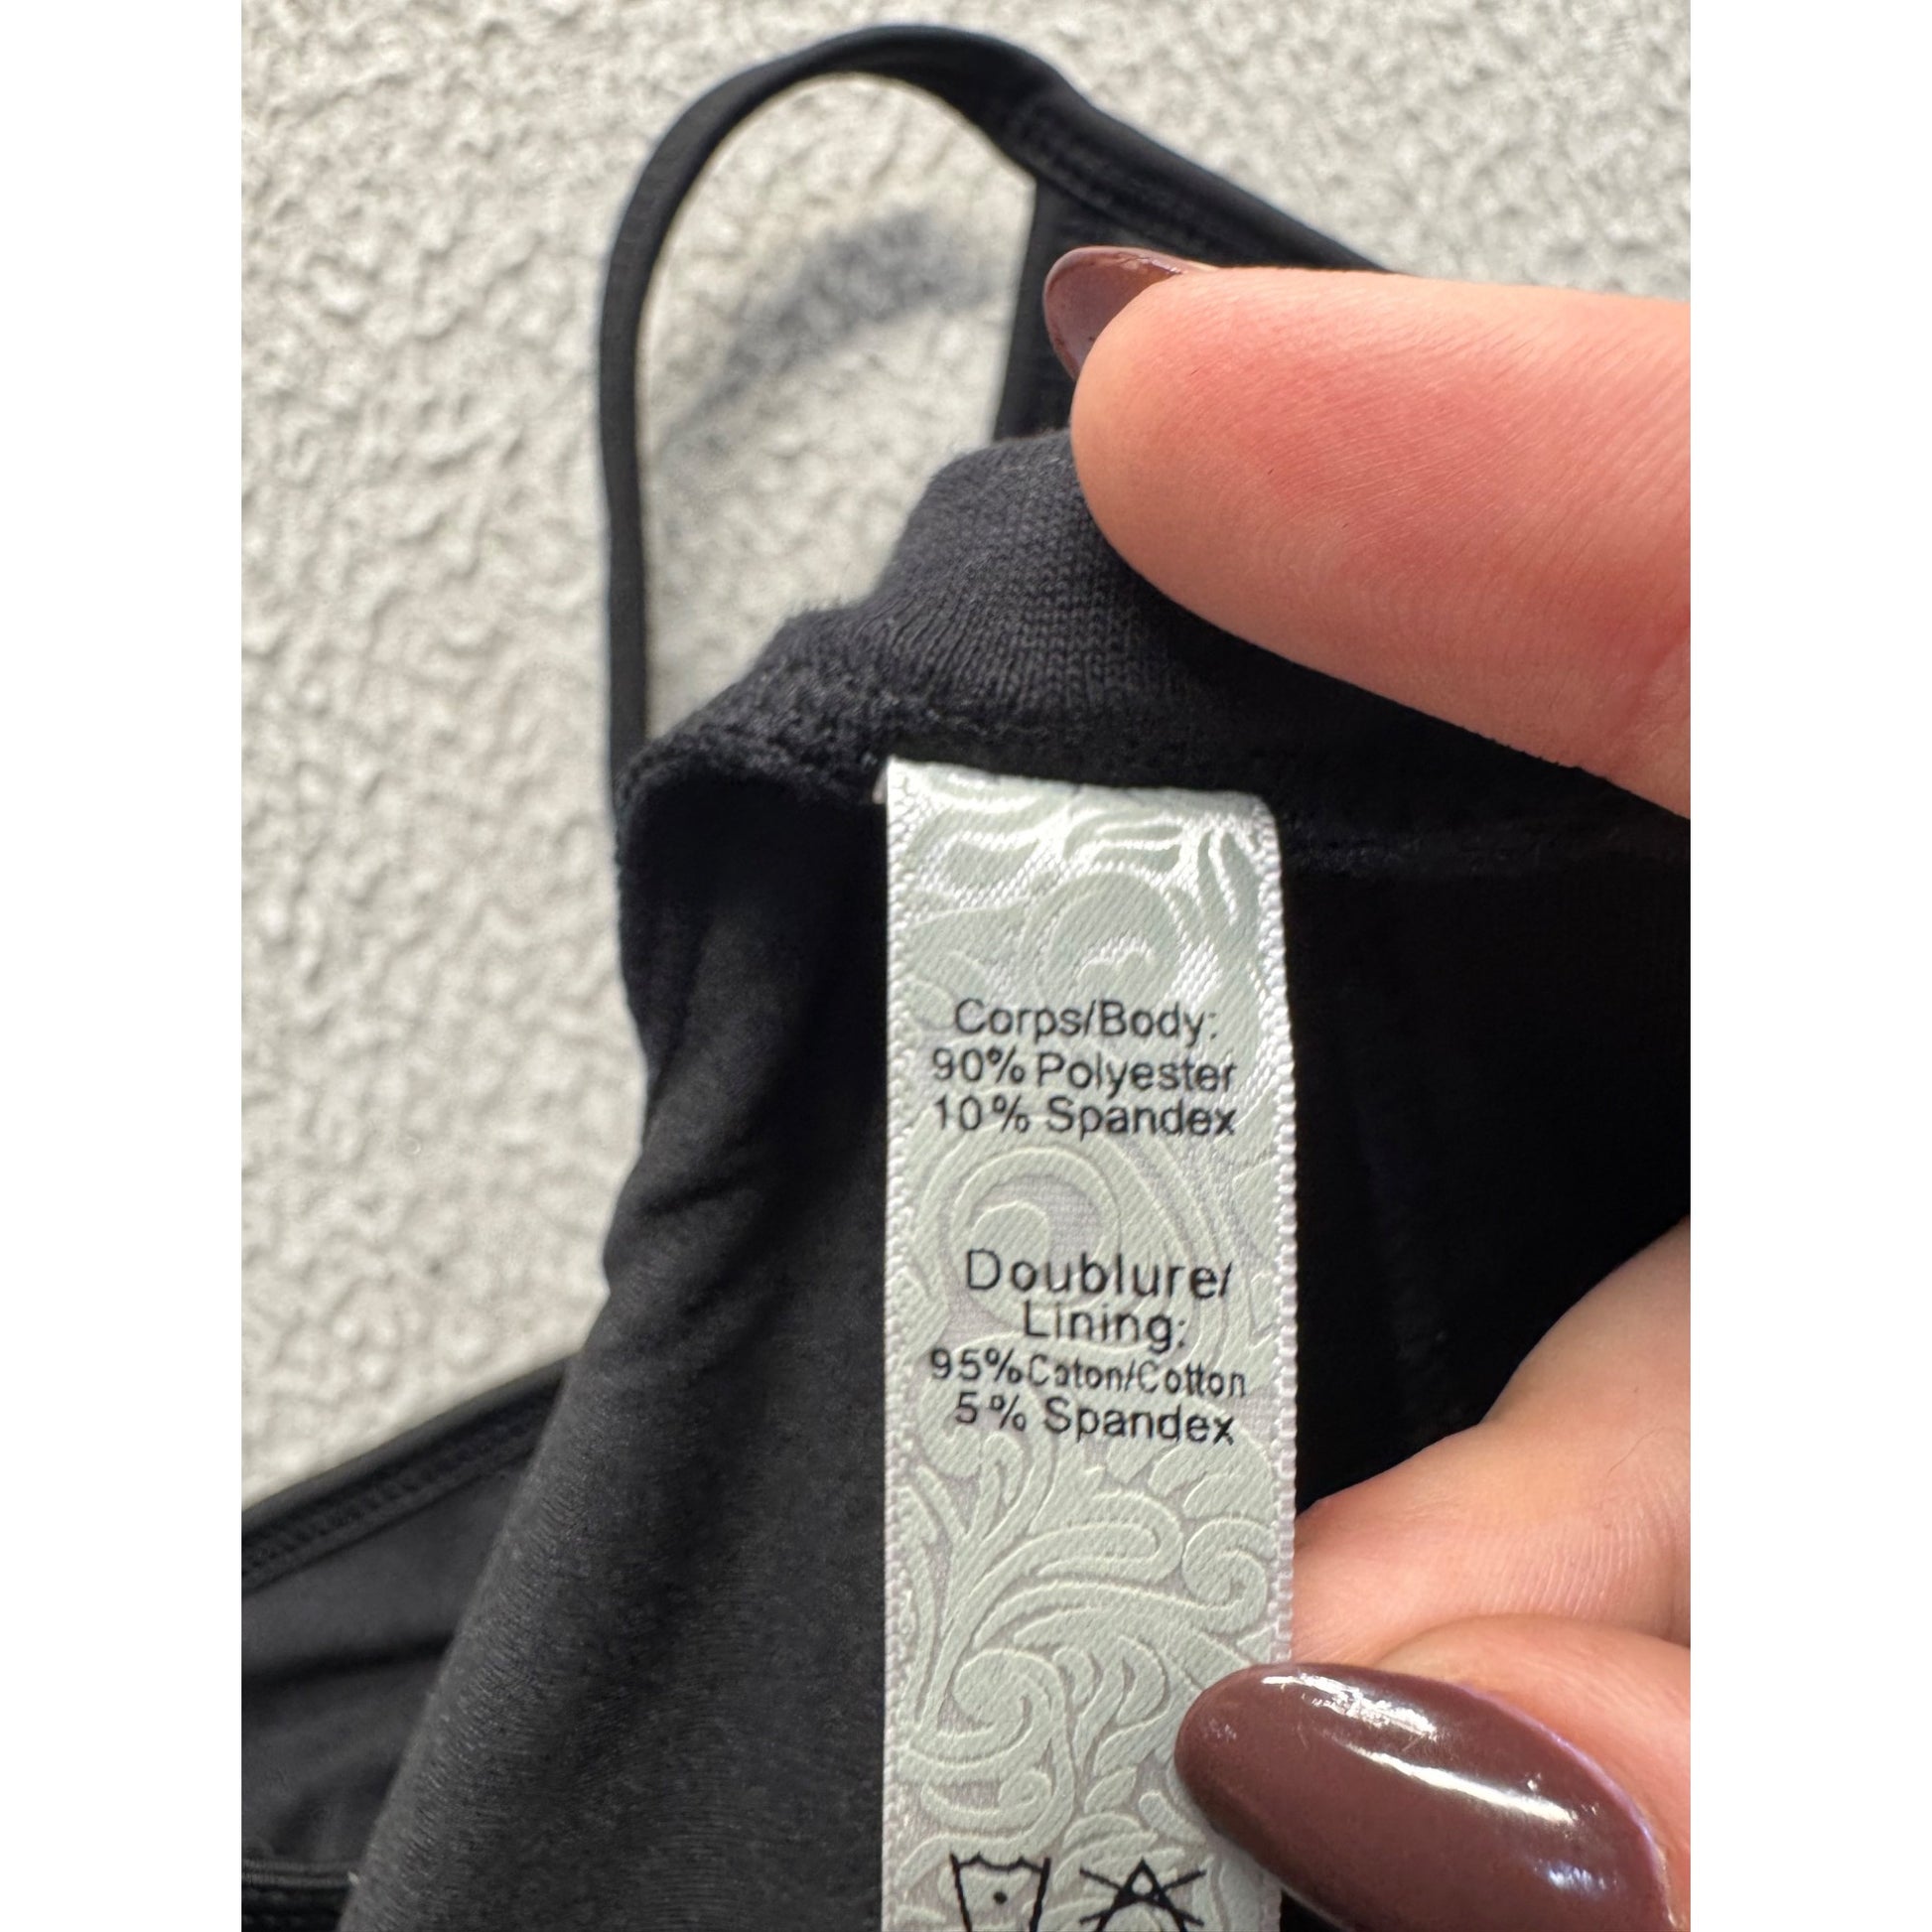 Corps/Body:
90% Polyester
10% Spandex
Doublure/
Lining:
95%Caton/Cotton
5% Spandex